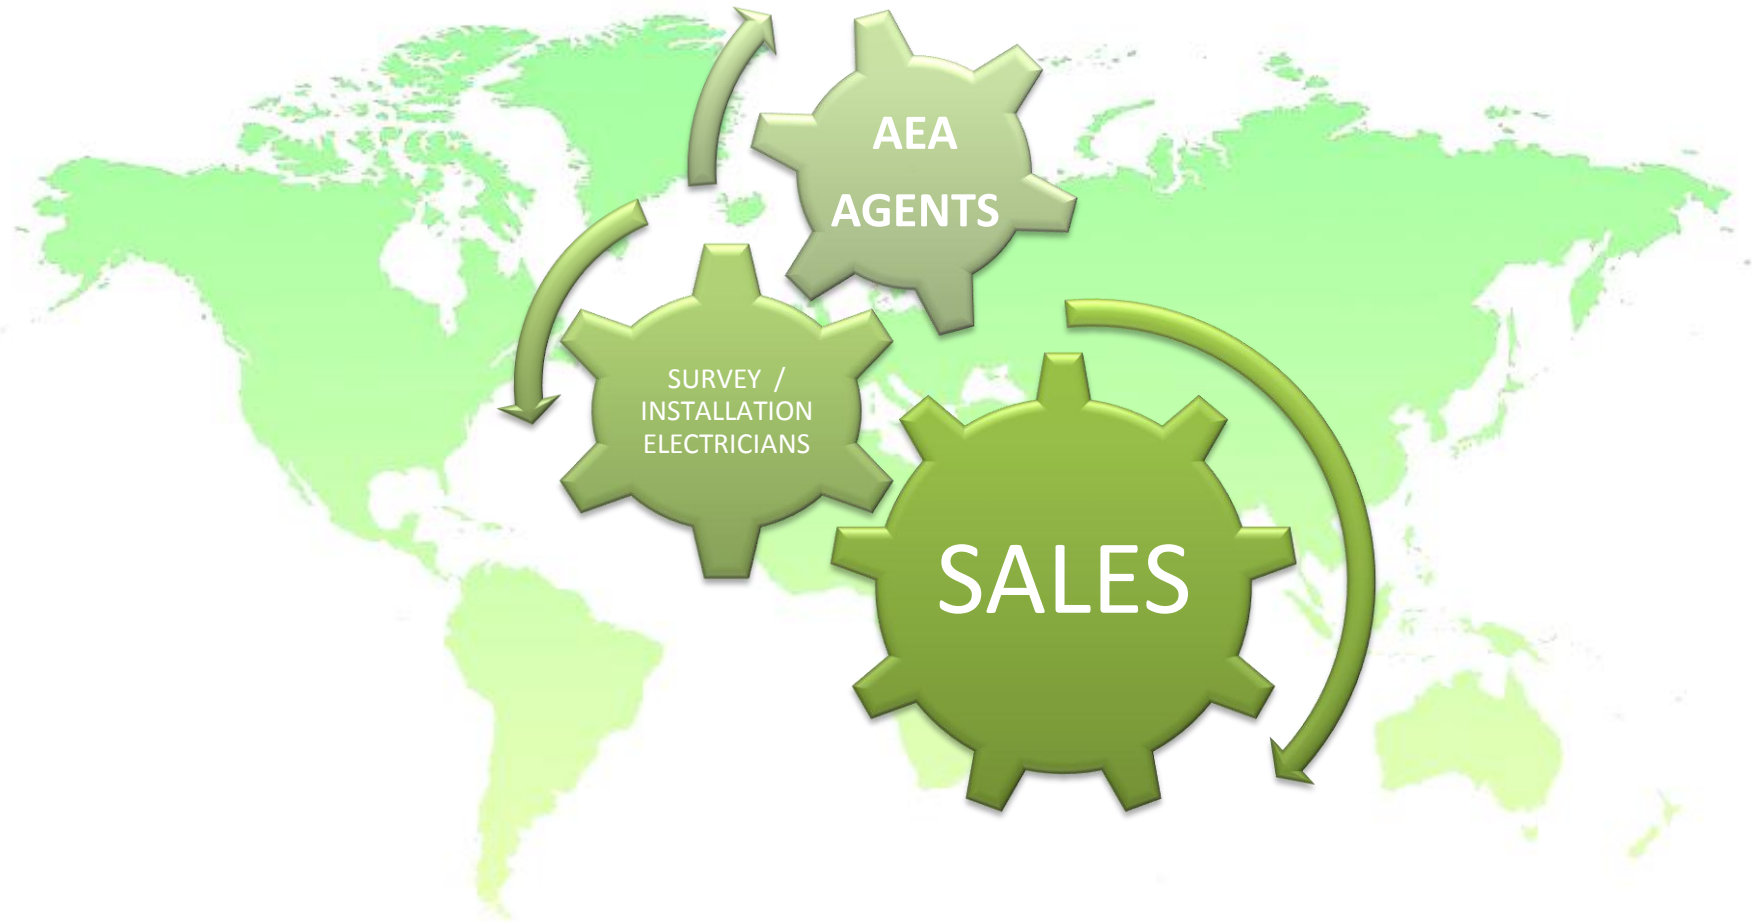 AEA
AGENTS
SURVEY /
INSTALLATION
ELECTRICIANS
SALES